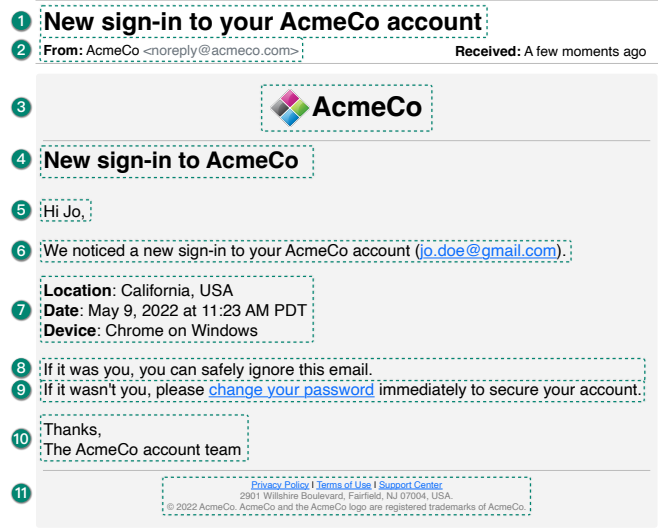 1 New sign-in to your AcmeCo account
2 From: AcmeCo <noreply@acmeco.com> Received: A few moments ago
3 AcmeCo
4 New sign-in to AcmeCo
5 Hi Jo,
6 We noticed a new sign-in to your AcmeCo account (jo.doe@gmail.com).
Location: California, USA
7 Date: May 9, 2022 at 11:23 AM PDT
Device: Chrome on Windows
8 If it was you, you can safely ignore this email.
9 If it wasn't you, please change your password immediately to secure your account.
10 Thanks,
The AcmeCo account team
Privacy Policy I Terms of Use I Support Center
11 2901 Willshire Boulevard, Fairfield, NJ 07004, USA.
© 2022 AcmeCo. AcmeCo and the AcmeCo logo are registered trademarks of AcmeCo.